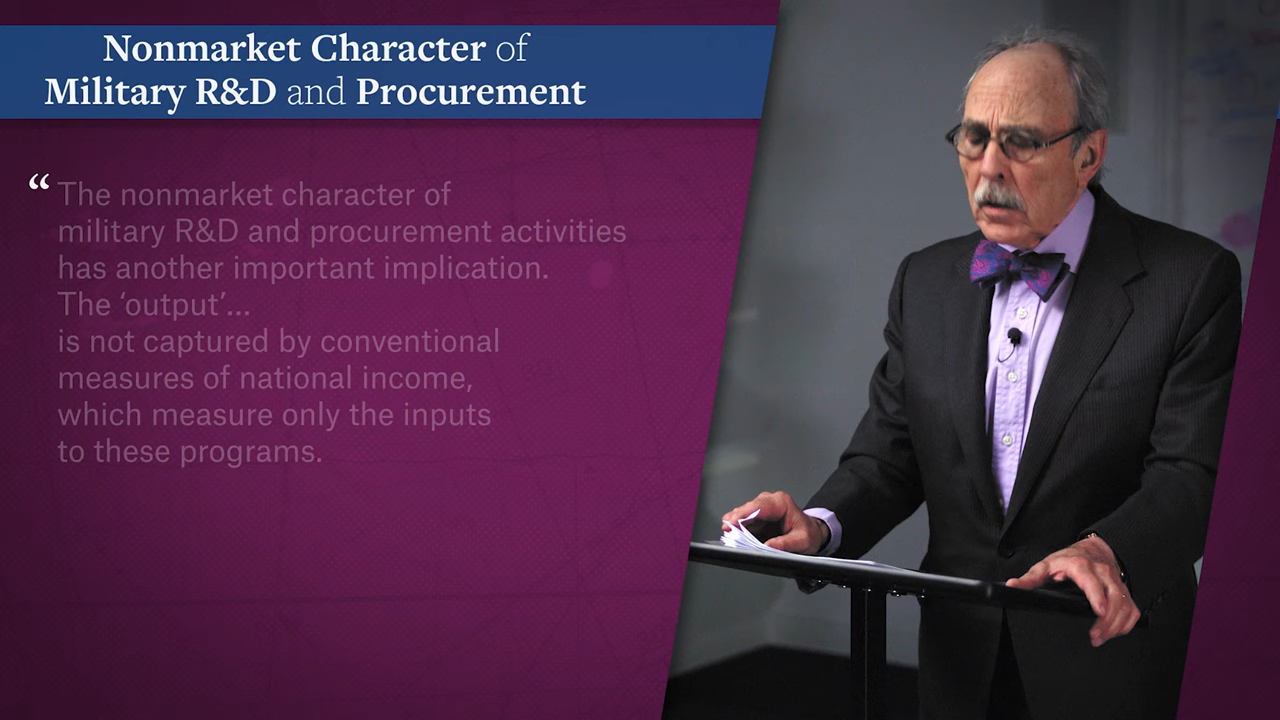 Nonmarket Character of
Military R&D and Procurement
“ The nonmarket character of
military R&D and procurement activities
has another important implication.
The ‘output’...
is not captured by conventional
measures of national income,
which measure only the inputs
to these programs.